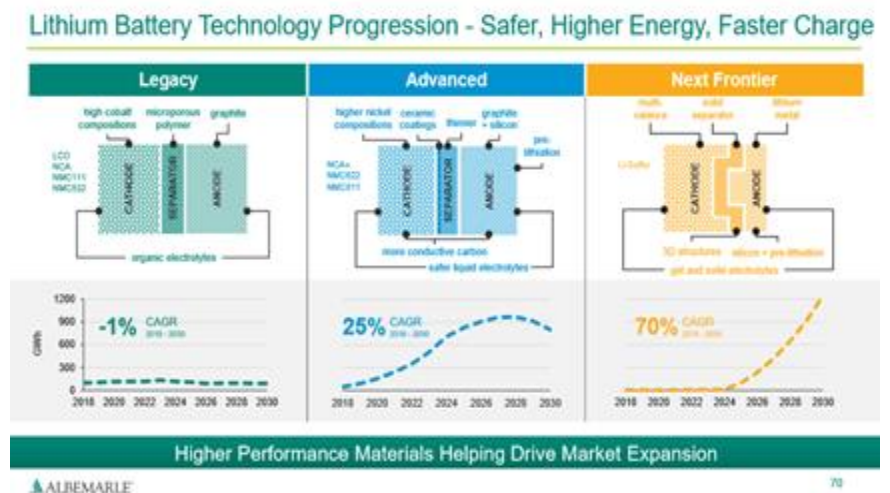 Lithium Battery Technology Progression - Safer, Higher Energy, Faster Charge
Legacy
high cobalt compositions
microporous polymer
graphite
LCO
NCA
NMC111
NMC532
CATHODE
SEPARATOR
ANODE
organic electrolytes
Advanced
higher nickel compositions
ceramic coatings
thinner
graphite + silicon
pre-lithiation
NCA+
NMC622
NMC811
CATHODE
SEPARATOR
ANODE
more conductive carbon
safer liquid electrolytes
Next Frontier
solid separator
lithium metal
Li-Sulfur
CATHODE
ANODE
3D structures
silicon + pre-lithiation
gel and solid electrolytes
GWh
1200
900
600
300
0
-1% CAGR
2018 2020 2022 2024 2026 2028 2030
25% CAGR
2018 2020 2022 2024 2026 2028 2030
70% CAGR
2018 2020 2022 2024 2026 2028 2030
Higher Performance Materials Helping Drive Market Expansion
ALBEMARLE
70